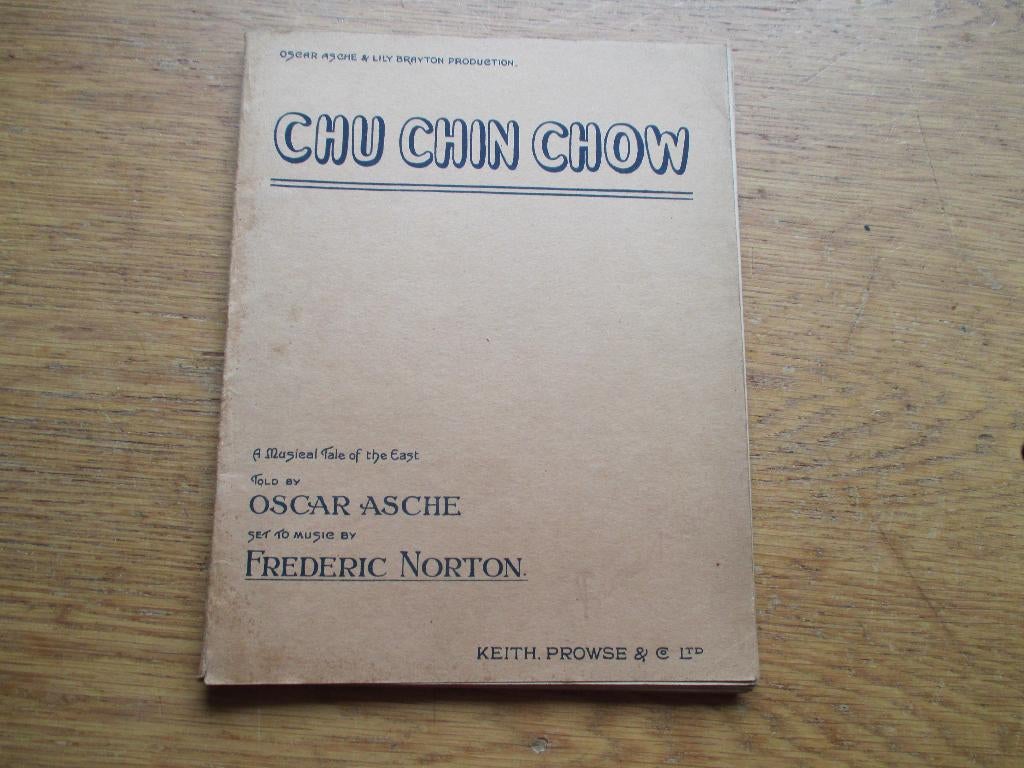 OSCAR ASCHE & LILY BRAYTON PRODUCTION.
CHU CHIN CHOW
A Musical Tale of the East
TOLD BY
OSCAR ASCHE
SET TO MUSIC BY
FREDERIC NORTON.
KEITH. PROWSE & CO LTD